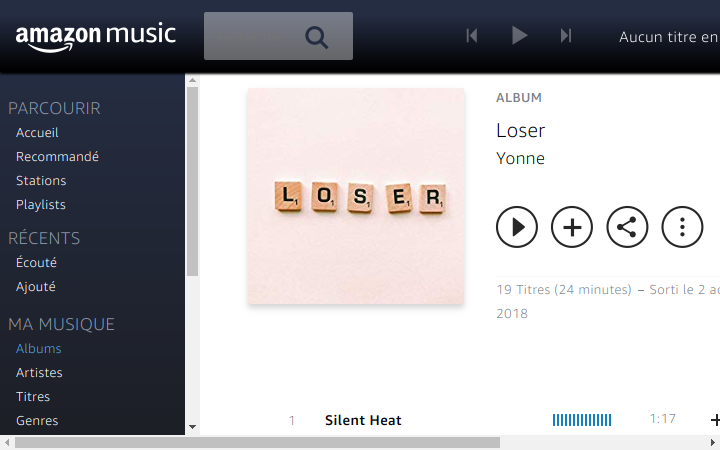 amazon music
Aucun titre en
PARCOURIR
Accueil
Recommandé
Stations
Playlists
RÉCENTS
Écouté
Ajouté
MA MUSIQUE
Albums
Artistes
Titres
Genres
LOSER
ALBUM
Loser
Yonne
19 Titres (24 minutes) – Sorti le 2
2018
1 Silent Heat 1:17